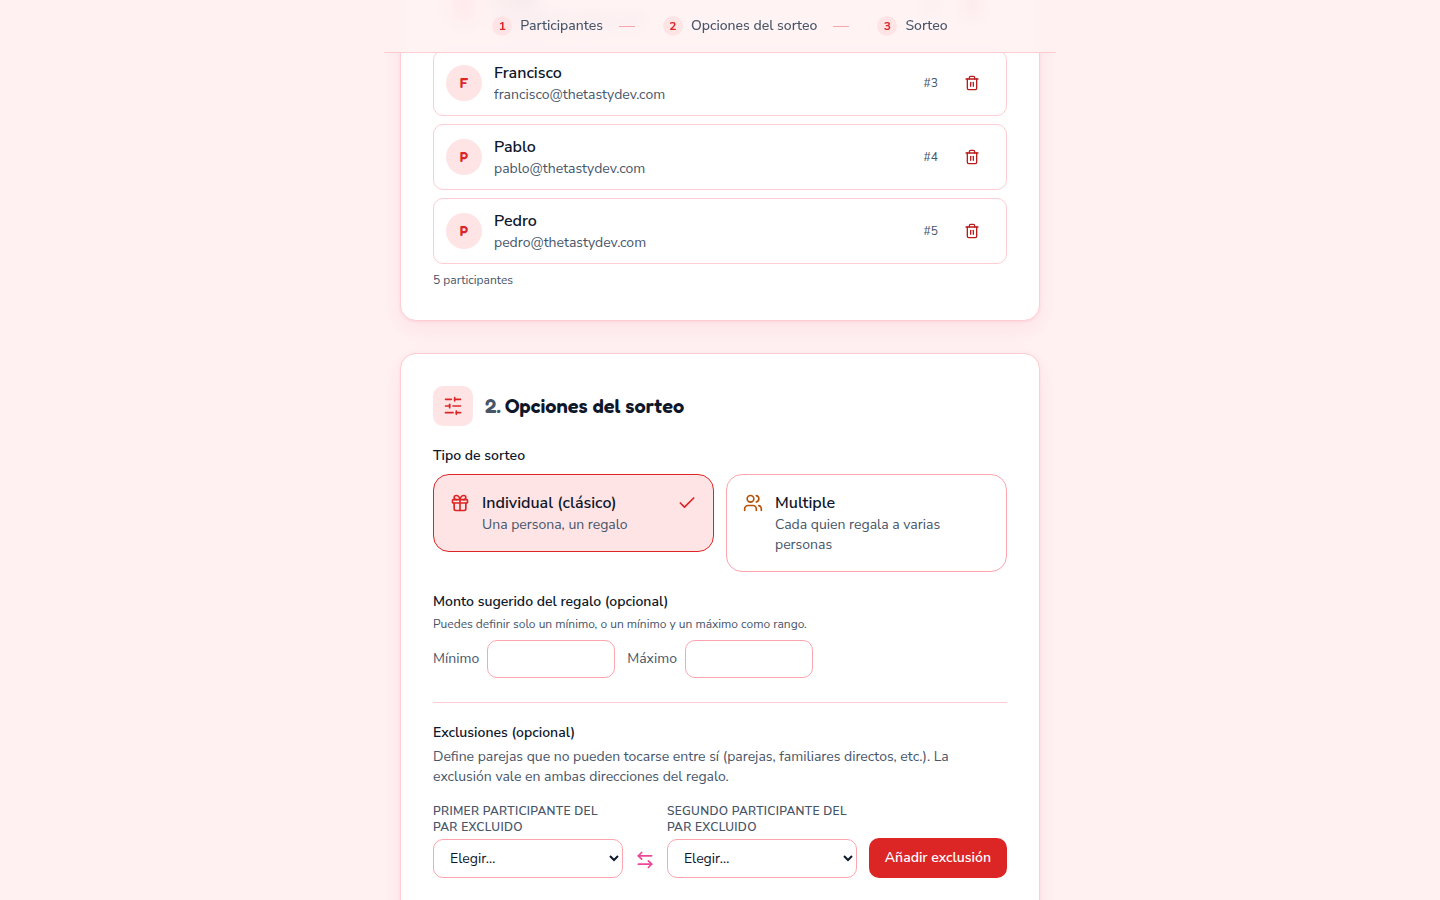 1 Participantes
2 Opciones del sorteo
3 Sorteo
F Francisco
francisco@thetastydev.com
#3
P Pablo
pablo@thetastydev.com
#4
P Pedro
pedro@thetastydev.com
#5
5 participantes
2. Opciones del sorteo
Tipo de sorteo
Individual (clásico)
Una persona, un regalo
Multiple
Cada quien regala a varias
personas
Monto sugerido del regalo (opcional)
Puedes definir solo un mínimo, o un mínimo y un máximo como rango.
Mínimo
Máximo
Exclusiones (opcional)
Define parejas que no pueden tocarse entre sí (parejas, familiares directos, etc.). La
exclusión vale en ambas direcciones del regalo.
PRIMER PARTICIPANTE DEL
PAR EXCLUIDO
Elegir...
SEGUNDO PARTICIPANTE DEL
PAR EXCLUIDO
Elegir...
Añadir exclusión